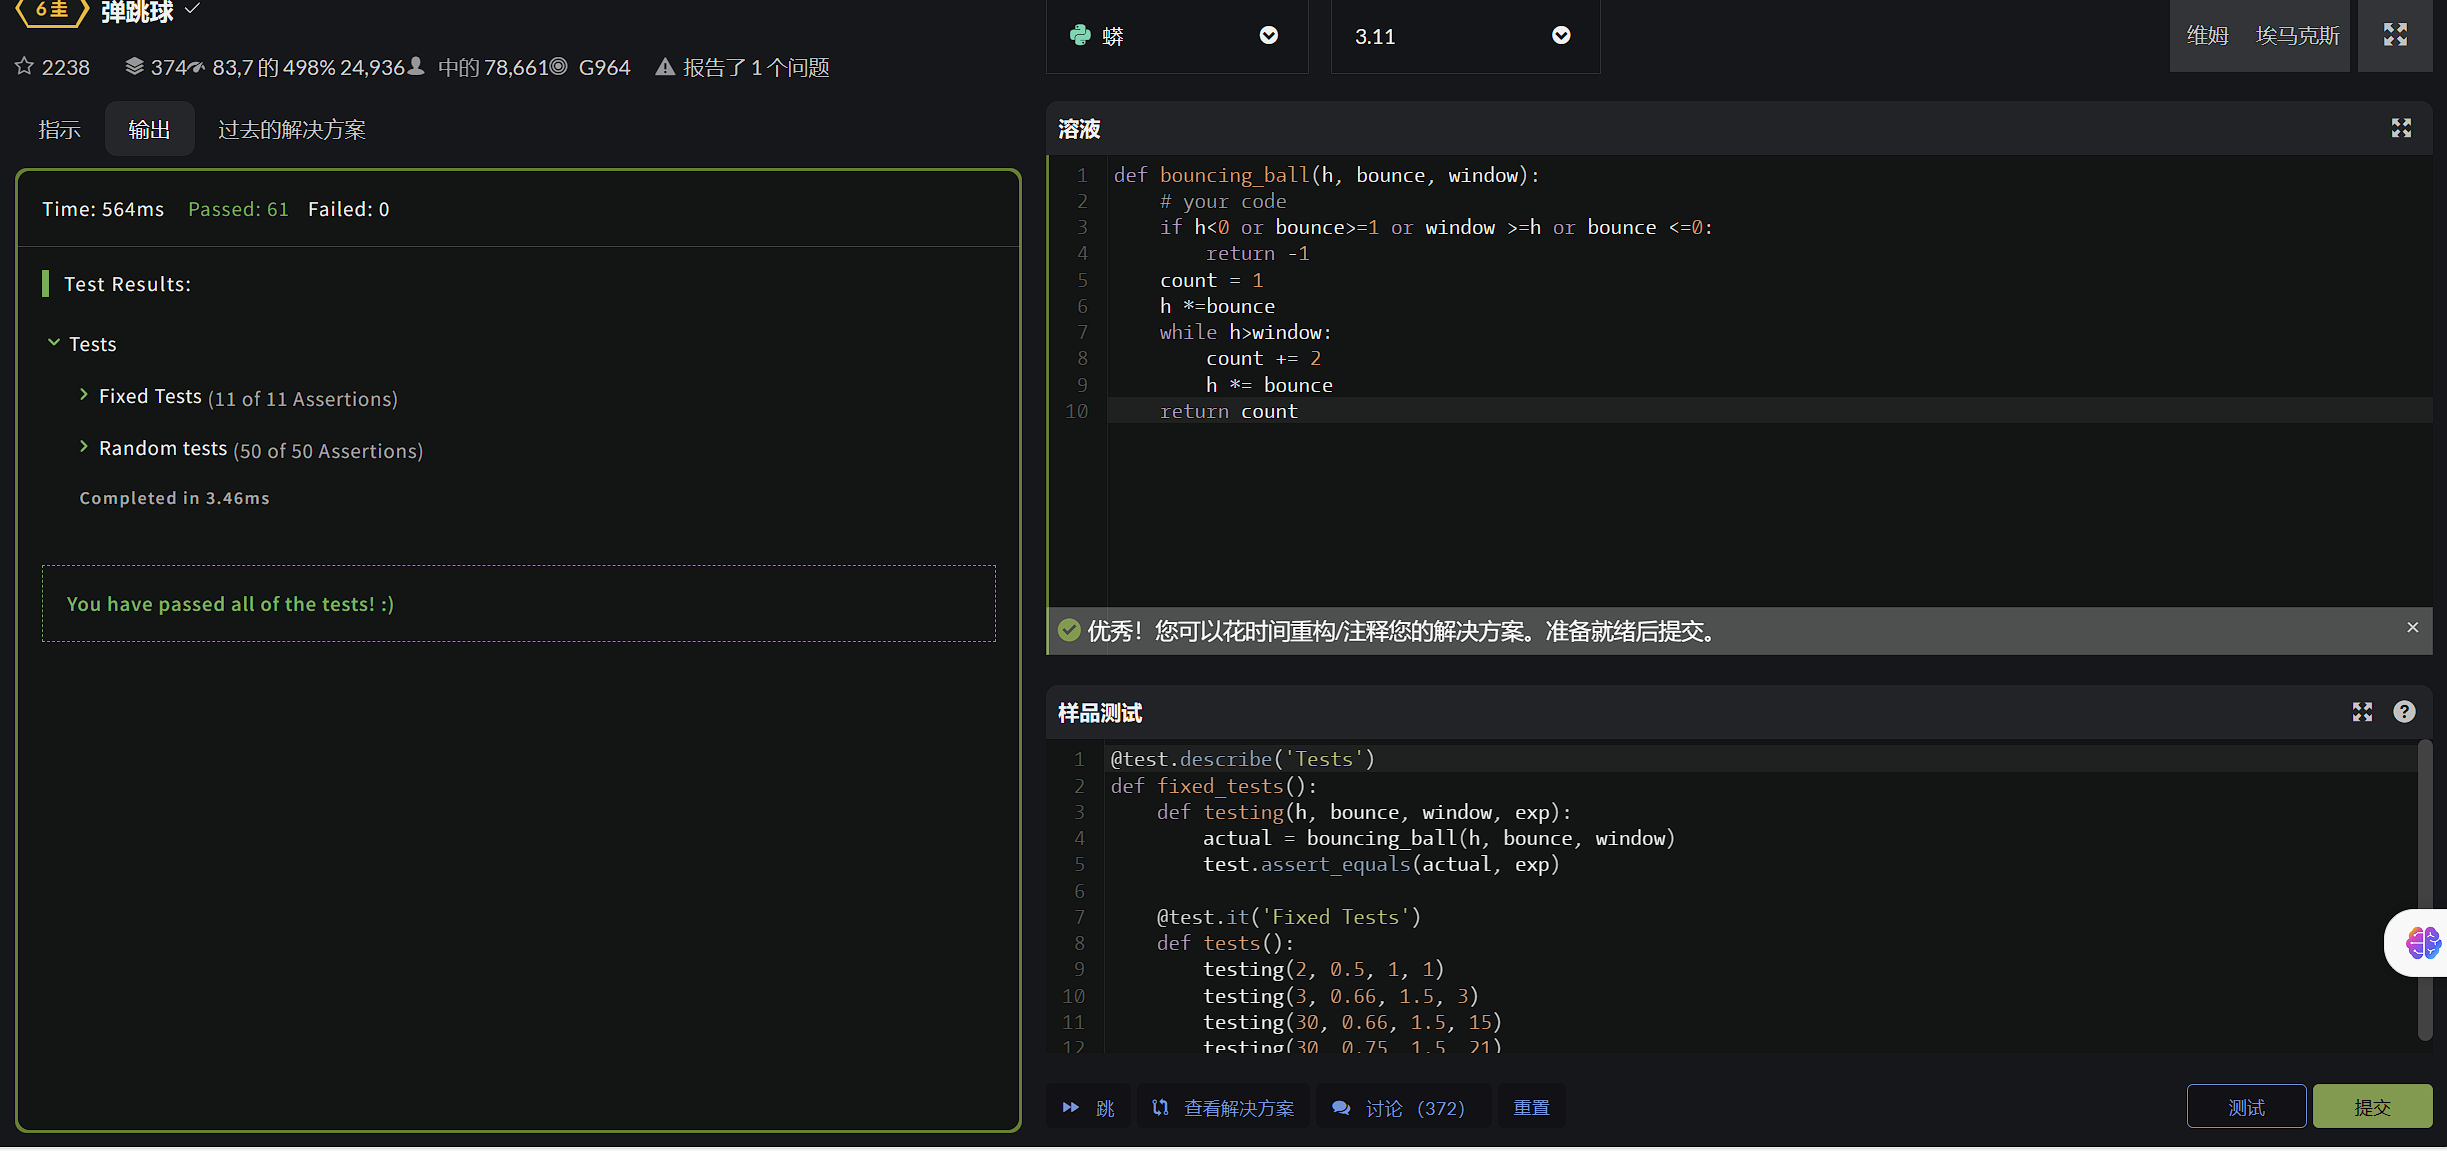 6 圭 弹跳球
2238 374 83,7 的 498% 24,936 中的 78,661 G964 报告了 1 个问题
指示 输出 过去的解决方案
Time: 564ms Passed: 61 Failed: 0
Test Results:
Tests
Fixed Tests (11 of 11 Assertions)
Random tests (50 of 50 Assertions)
Completed in 3.46ms
You have passed all of the tests! :)
蟒 3.11 维姆 埃马克斯
溶液
1 def bouncing_ball(h, bounce, window):
2 # your code
3 if h<0 or bounce>=1 or window >=h or bounce <=0:
4 return -1
5 count = 1
6 h *=bounce
7 while h>window:
8 count += 2
9 h *= bounce
10 return count
优秀！您可以花时间重构/注释您的解决方案。准备就绪后提交。
样品测试
1 @test.describe('Tests')
2 def fixed_tests():
3 def testing(h, bounce, window, exp):
4 actual = bouncing_ball(h, bounce, window)
5 test.assert_equals(actual, exp)
6
7 @test.it('Fixed Tests')
8 def tests():
9 testing(2, 0.5, 1, 1)
10 testing(3, 0.66, 1.5, 3)
11 testing(30, 0.66, 1.5, 15)
12 testing(30, 0.75, 1.5, 21)
跳 查看解决方案 讨论 （372） 重置 测试 提交